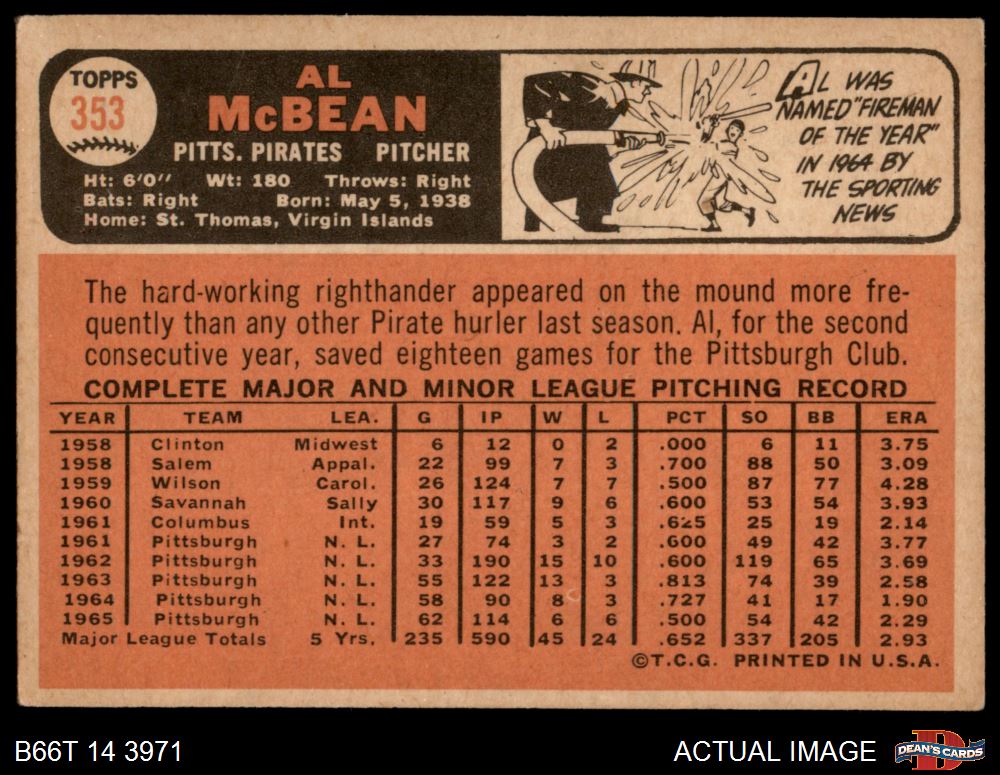 TOPPS
353
AL
McBEAN
PITTS. PIRATES PITCHER
Ht: 6'0" Wt: 180 Throws: Right
Bats: Right Born: May 5, 1938
Home: St. Thomas, Virgin Islands
AL WAS
NAMED "FIREMAN
OF THE YEAR"
IN 1964 BY
THE SPORTING
NEWS
The hard-working righthander appeared on the mound more fre-
quently than any other Pirate hurler last season. Al, for the second
consecutive year, saved eighteen games for the Pittsburgh Club.
COMPLETE MAJOR AND MINOR LEAGUE PITCHING RECORD
YEAR TEAM LEA. G IP W L PCT SO BB ERA
1958 Clinton Midwest 6 12 0 2 .000 6 11 3.75
1958 Salem Appal. 22 99 7 3 .700 88 50 3.09
1959 Wilson Carol. 26 124 7 7 .500 87 77 4.28
1960 Savannah Sally 30 117 9 6 .600 53 54 3.93
1961 Columbus Int. 19 59 5 3 .625 25 19 2.14
1961 Pittsburgh N. L. 27 74 3 2 .600 49 42 3.77
1962 Pittsburgh N. L. 33 190 15 10 .600 119 65 3.69
1963 Pittsburgh N. L. 55 122 13 3 .813 74 39 2.58
1964 Pittsburgh N. L. 58 90 8 3 .727 41 17 1.90
1965 Pittsburgh N. L. 62 114 6 6 .500 54 42 2.29
Major League Totals 5 Yrs. 235 590 45 24 .652 337 205 2.93
©T.C.G. PRINTED IN U.S.A.
B66T 14 3971
ACTUAL IMAGE
D
DEAN'S CARDS